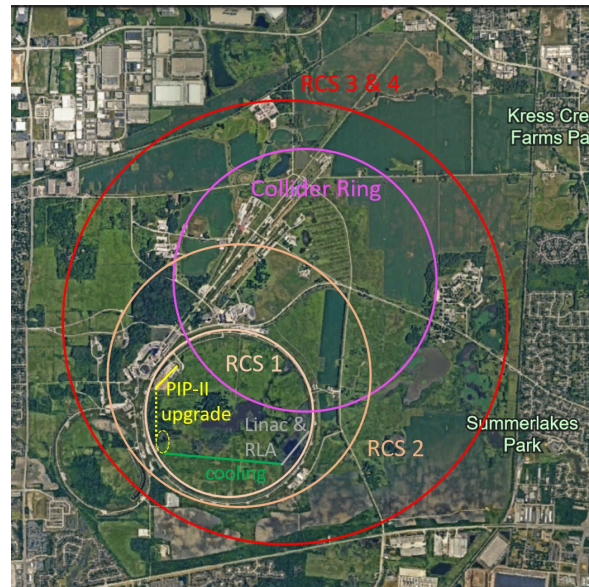 RCS 3 & 4
Kress Cre
Farms Pa
Collider Ring
RCS 1
PIP-II
upgrade
Linac &
RLA
Summerlakes
Park
RCS 2
cooling